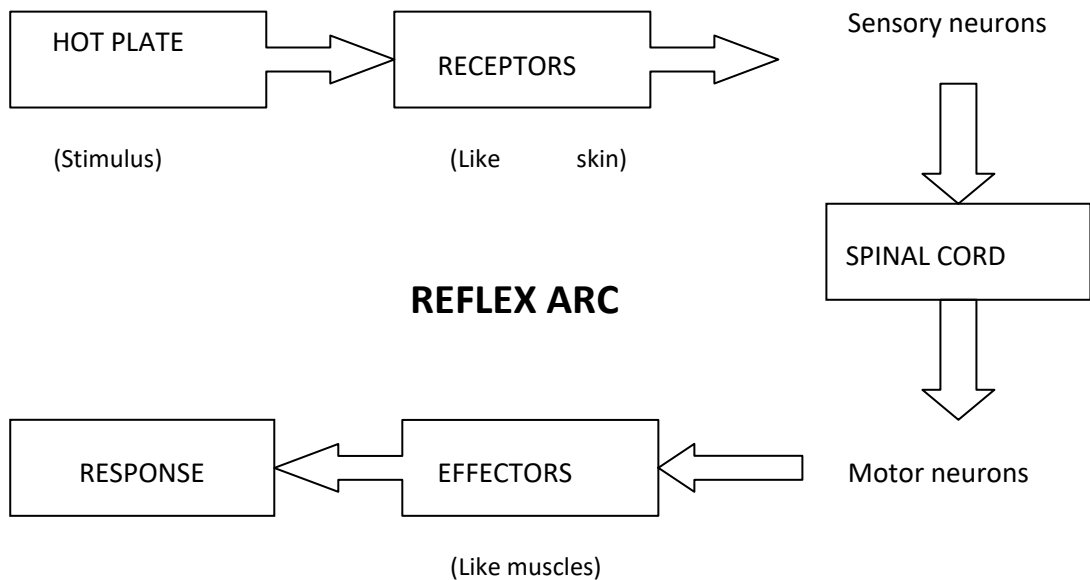 HOT PLATE
RECEPTORS
Sensory neurons
(Stimulus)
(Like skin)
SPINAL CORD
REFLEX ARC
RESPONSE
EFFECTORS
Motor neurons
(Like muscles)